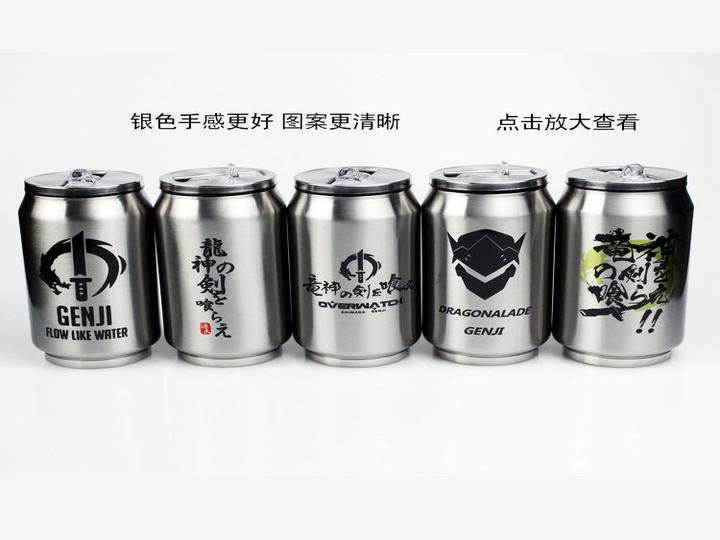 银色手感更好 图案更清晰
点击放大查看
GENJI
FLOW LIKE WATER
龍神の剣を喰らえ
竜神の剣を喰らえ
OVERWATCH
SHIMADA GENJI
DRAGONALADE
GENJI
竜神の剣を喰らえ!!